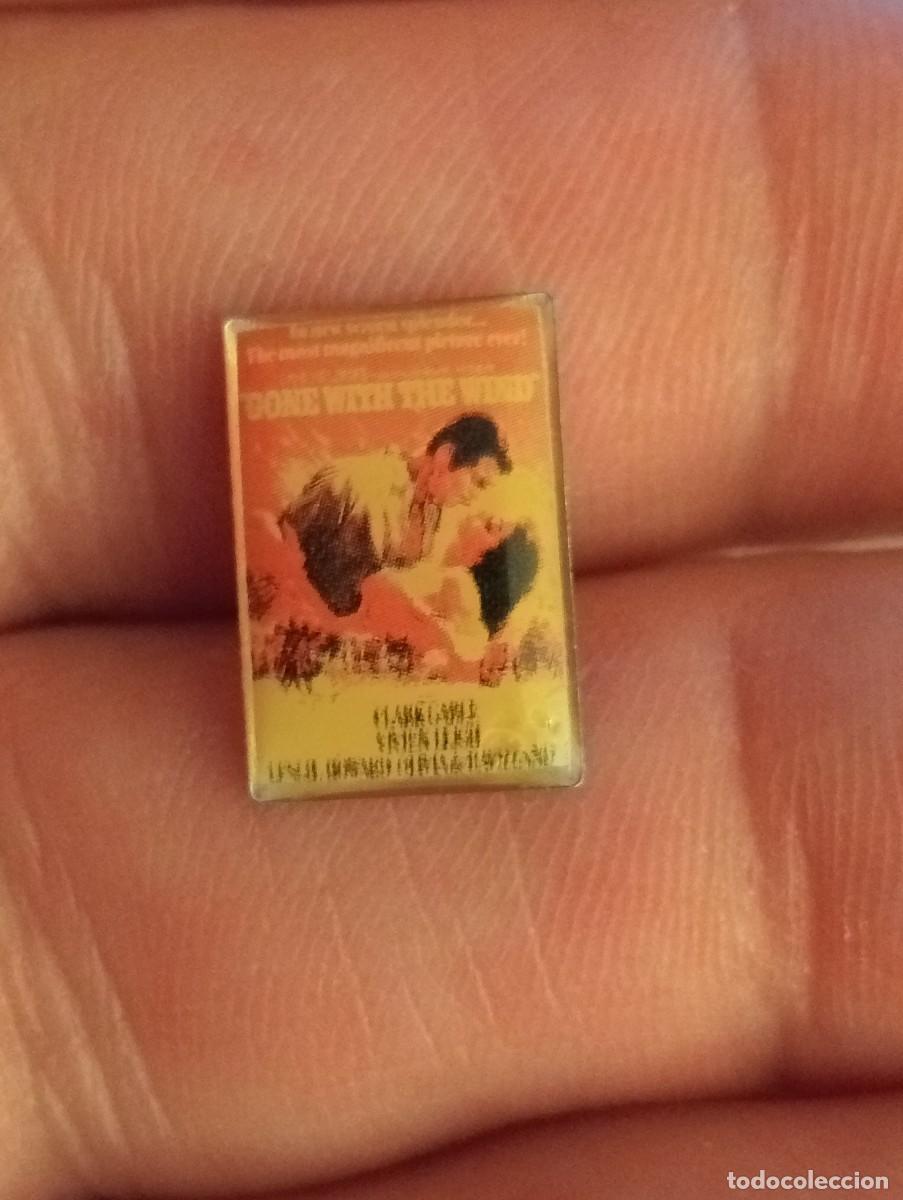 In new screen splendor...
The most magnificent picture ever!
"GONE WITH THE WIND"
CLARK GABLE
VIVIEN LEIGH
LESLIE HOWARD OLIVIA de HAVILLAND
todocoleccion